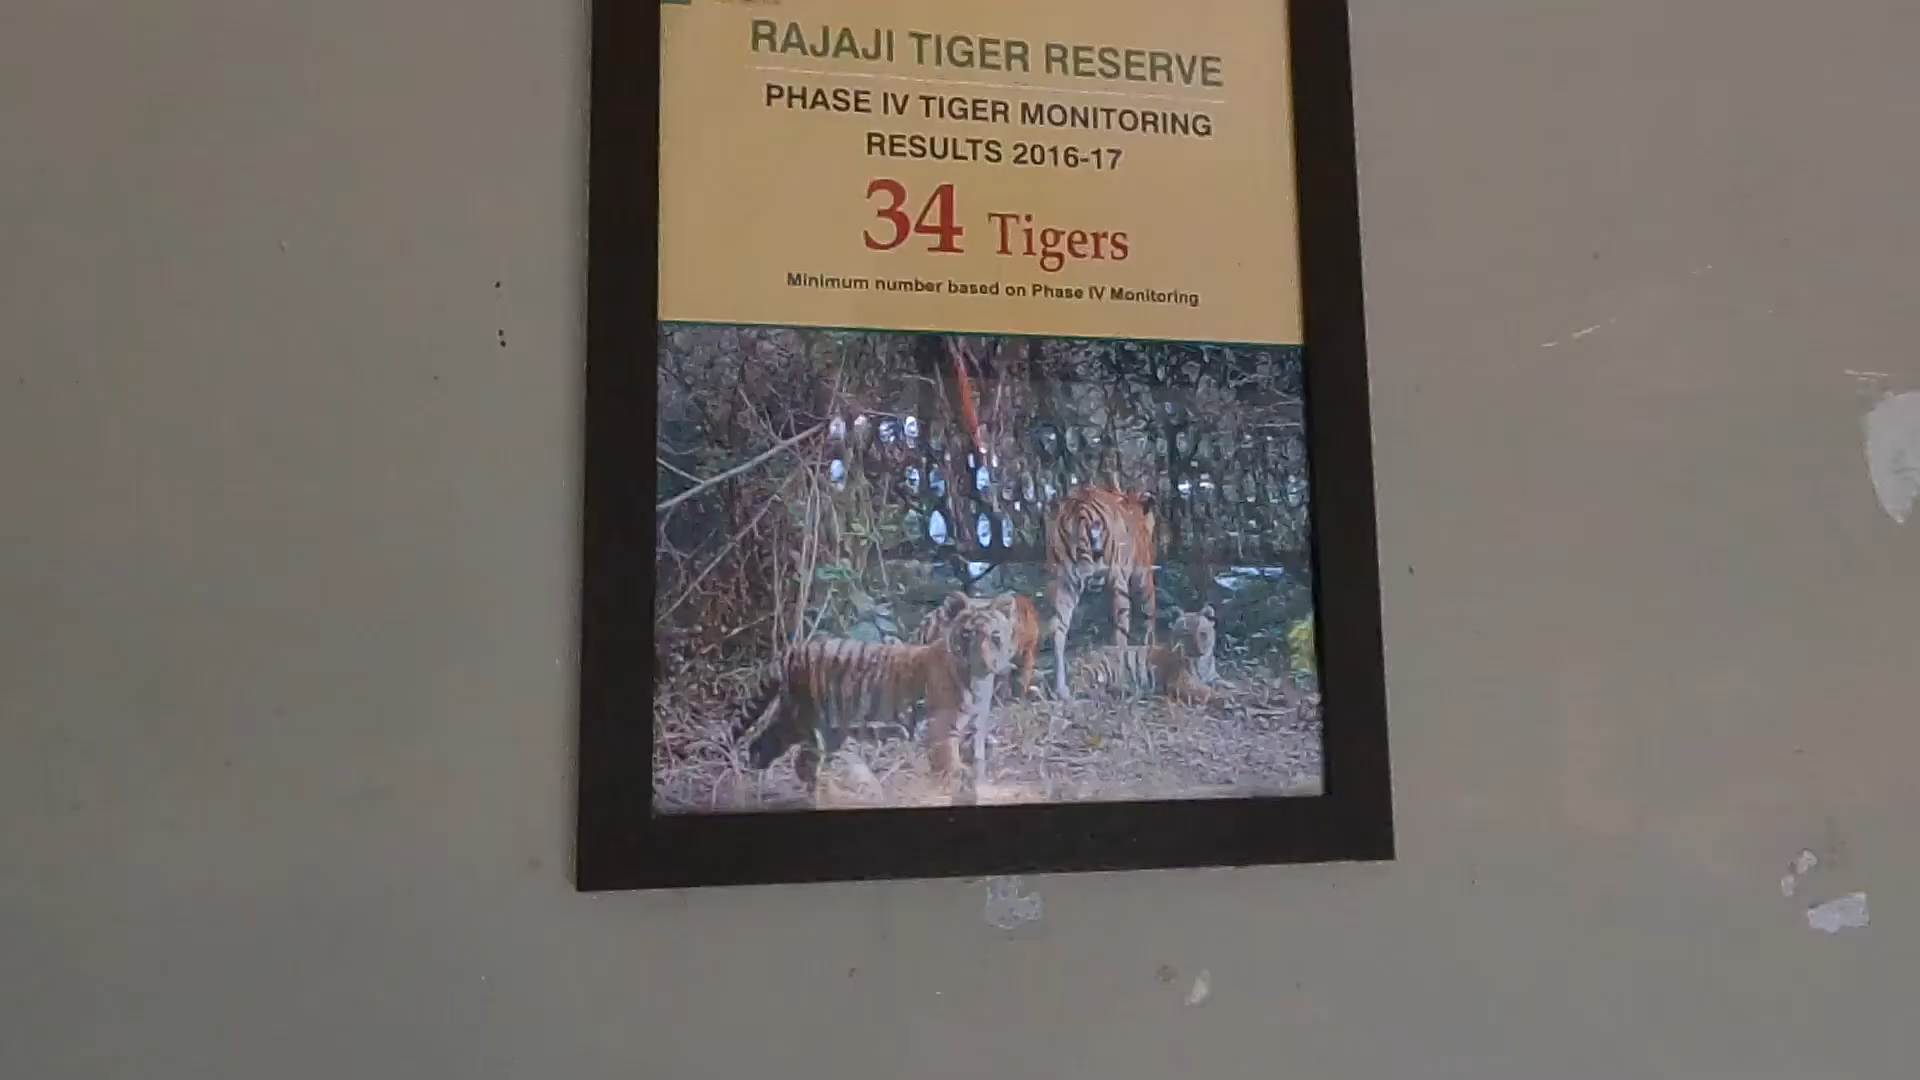 RAJAJI TIGER RESERVE
PHASE IV TIGER MONITORING
RESULTS 2016-17
34 Tigers
Minimum number based on Phase IV Monitoring